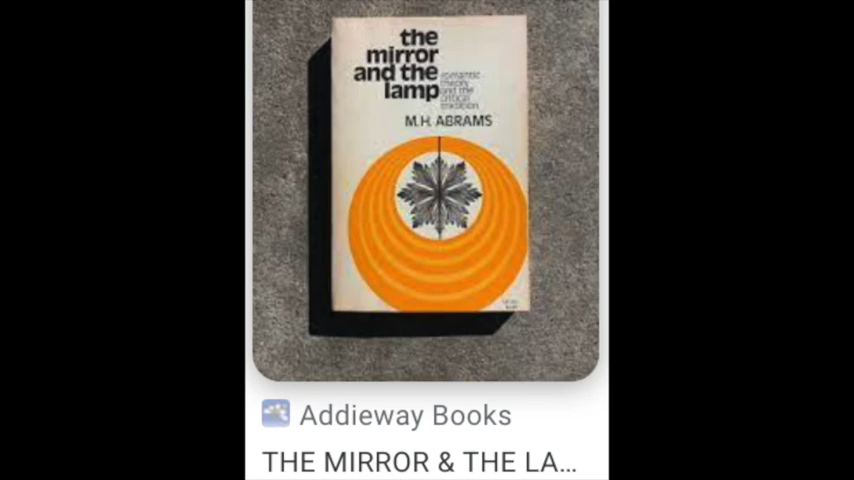 the
mirror
and the
lamp
romantic
theory
and the
critical
tradition
M.H. ABRAMS
Addieway Books
THE MIRROR & THE LA...